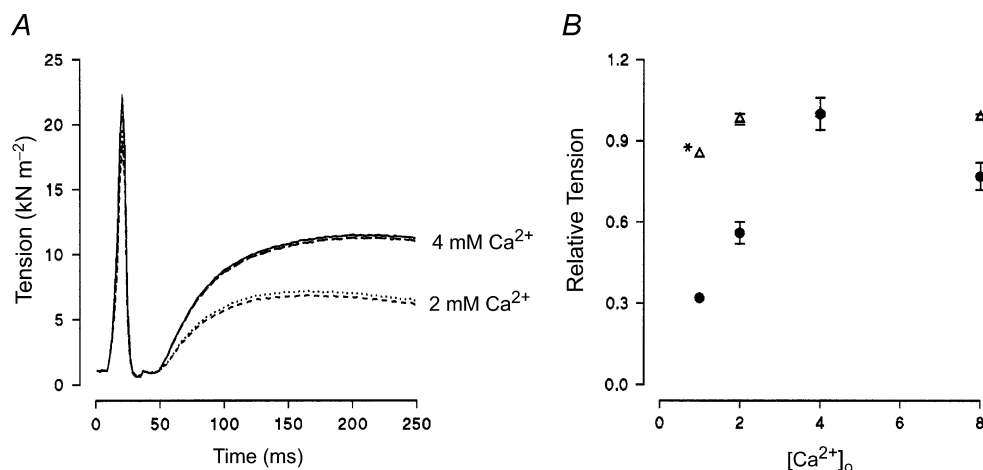 A
Tension (kN m⁻²)
25
20
15
10
5
0
0 50 100 150 200 250
Time (ms)
4 mM Ca²⁺
2 mM Ca²⁺
B
Relative Tension
1.2
0.9
0.6
0.3
0.0
*
0 2 4 6 8
[Ca²⁺]ₒ